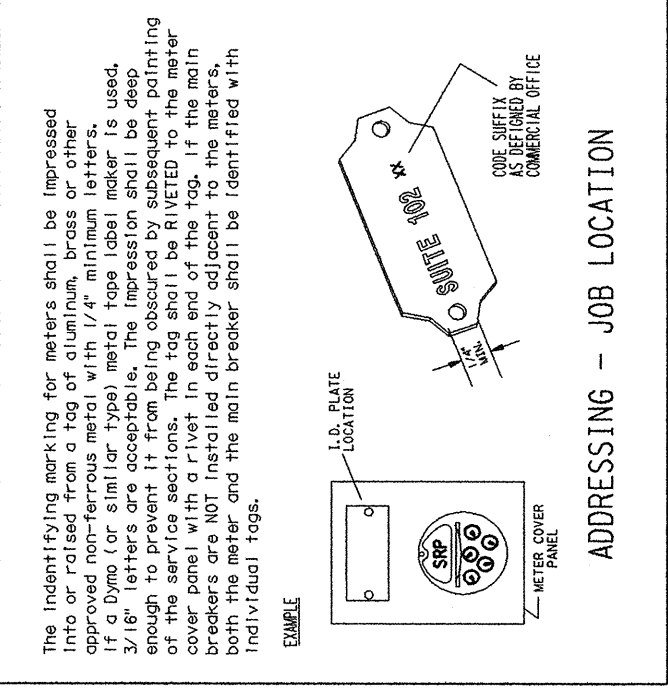 The indentifying marking for meters shall be impressed
into or raised from a tag of aluminum, brass or other
approved non-ferrous metal with 1/4" minimum letters.
If a Dymo (or similar type) metal tape label maker is used,
3/16" letters are acceptable. The impression shall be deep
enough to prevent it from being obscured by subsequent painting
of the service sections. The tag shall be RIVETED to the meter
cover panel with a rivet in each end of the tag. If the main
breakers are NOT installed directly adjacent to the meters,
both the meter and the main breaker shall be identified with
individual tags.
EXAMPLE
I.D. PLATE
LOCATION
SRP
METER COVER
PANEL
1/4"
MIN.
SUITE 102 XX
CODE SUFFIX
AS DEFIGNED BY
COMMERCIAL OFFICE
ADDRESSING - JOB LOCATION